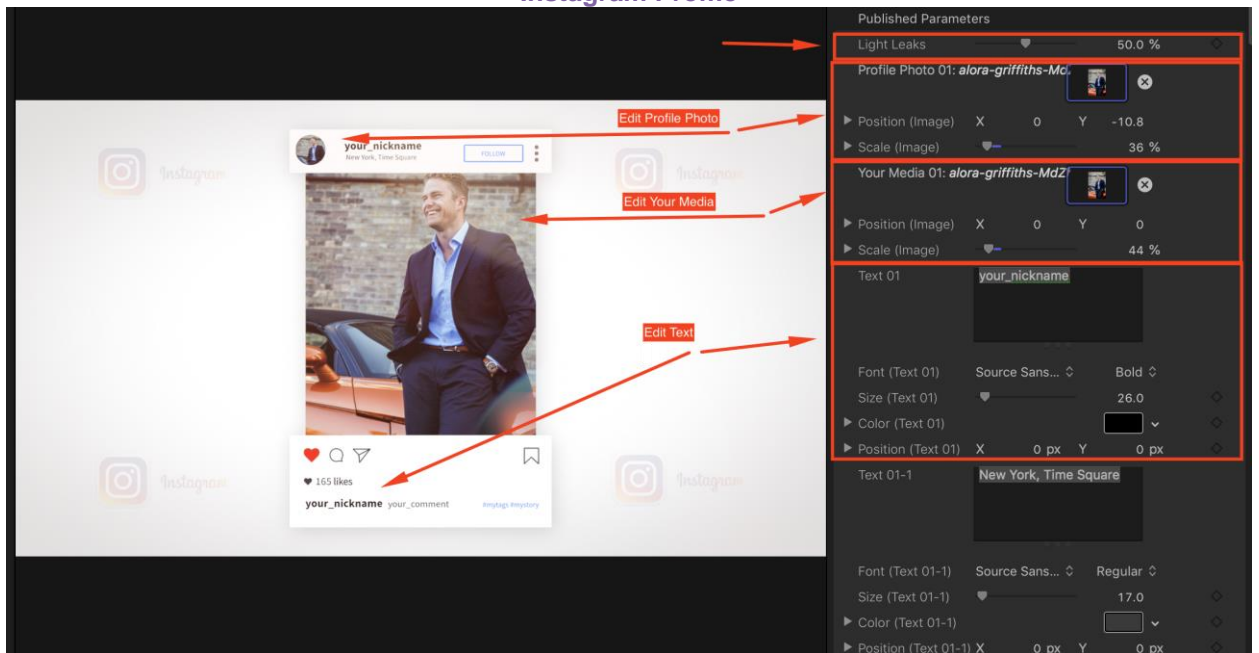 Instagram Promo
Published Parameters
Light Leaks 50.0 %
Profile Photo 01: alora-griffiths-Md
Position (Image) X 0 Y -10.8
Scale (Image) 36 %
Your Media 01: alora-griffiths-MdZ
Position (Image) X 0 Y 0
Scale (Image) 44 %
Text 01 your_nickname
Font (Text 01) Source Sans... Bold
Size (Text 01) 26.0
Color (Text 01)
Position (Text 01) X 0 px Y 0 px
Text 01-1 New York, Time Square
Font (Text 01-1) Source Sans... Regular
Size (Text 01-1) 17.0
Color (Text 01-1)
Position (Text 01-1) X 0 px Y 0 px
Edit Profile Photo
Edit Your Media
Edit Text
your_nickname
New York, Time Square
FOLLOW
Instagram
Instagram
165 likes
your_nickname your_comment #mytags #mystory
Instagram
Instagram